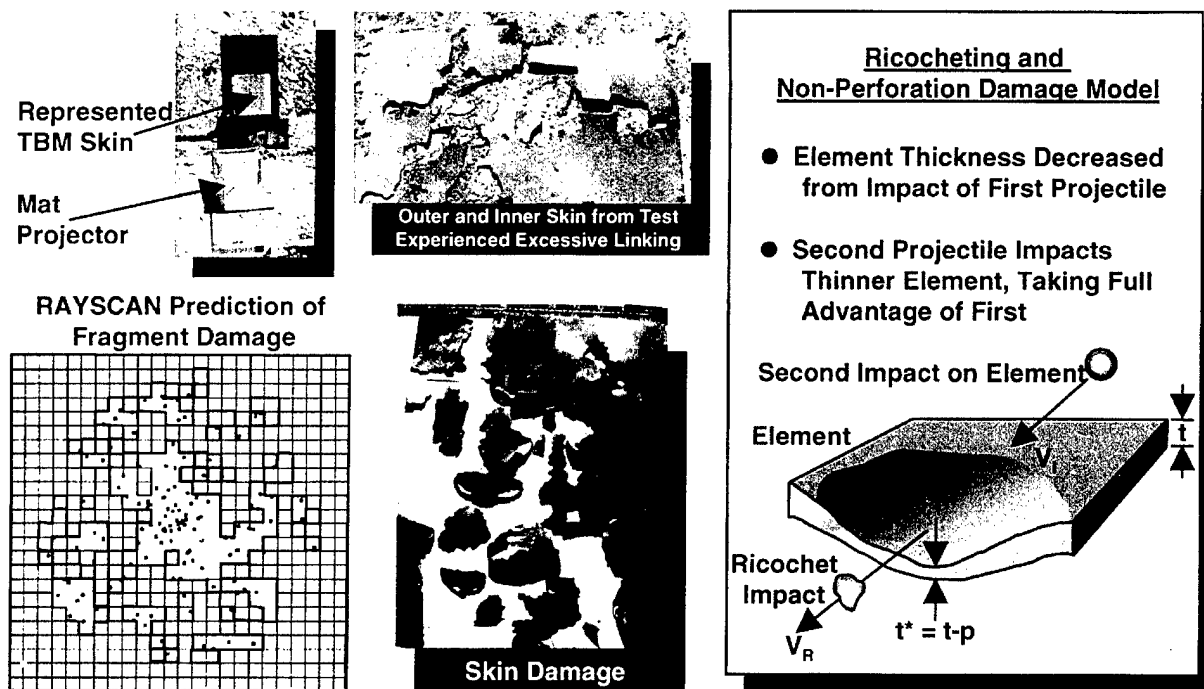 Represented
TBM Skin
Mat
Projector
Outer and Inner Skin from Test
Experienced Excessive Linking
RAYSCAN Prediction of
Fragment Damage
Skin Damage
Ricocheting and
Non-Perforation Damage Model
● Element Thickness Decreased
from Impact of First Projectile
● Second Projectile Impacts
Thinner Element, Taking Full
Advantage of First
Second Impact on Element
Element
t
V_I
Ricochet
Impact
V_R
t* = t-p